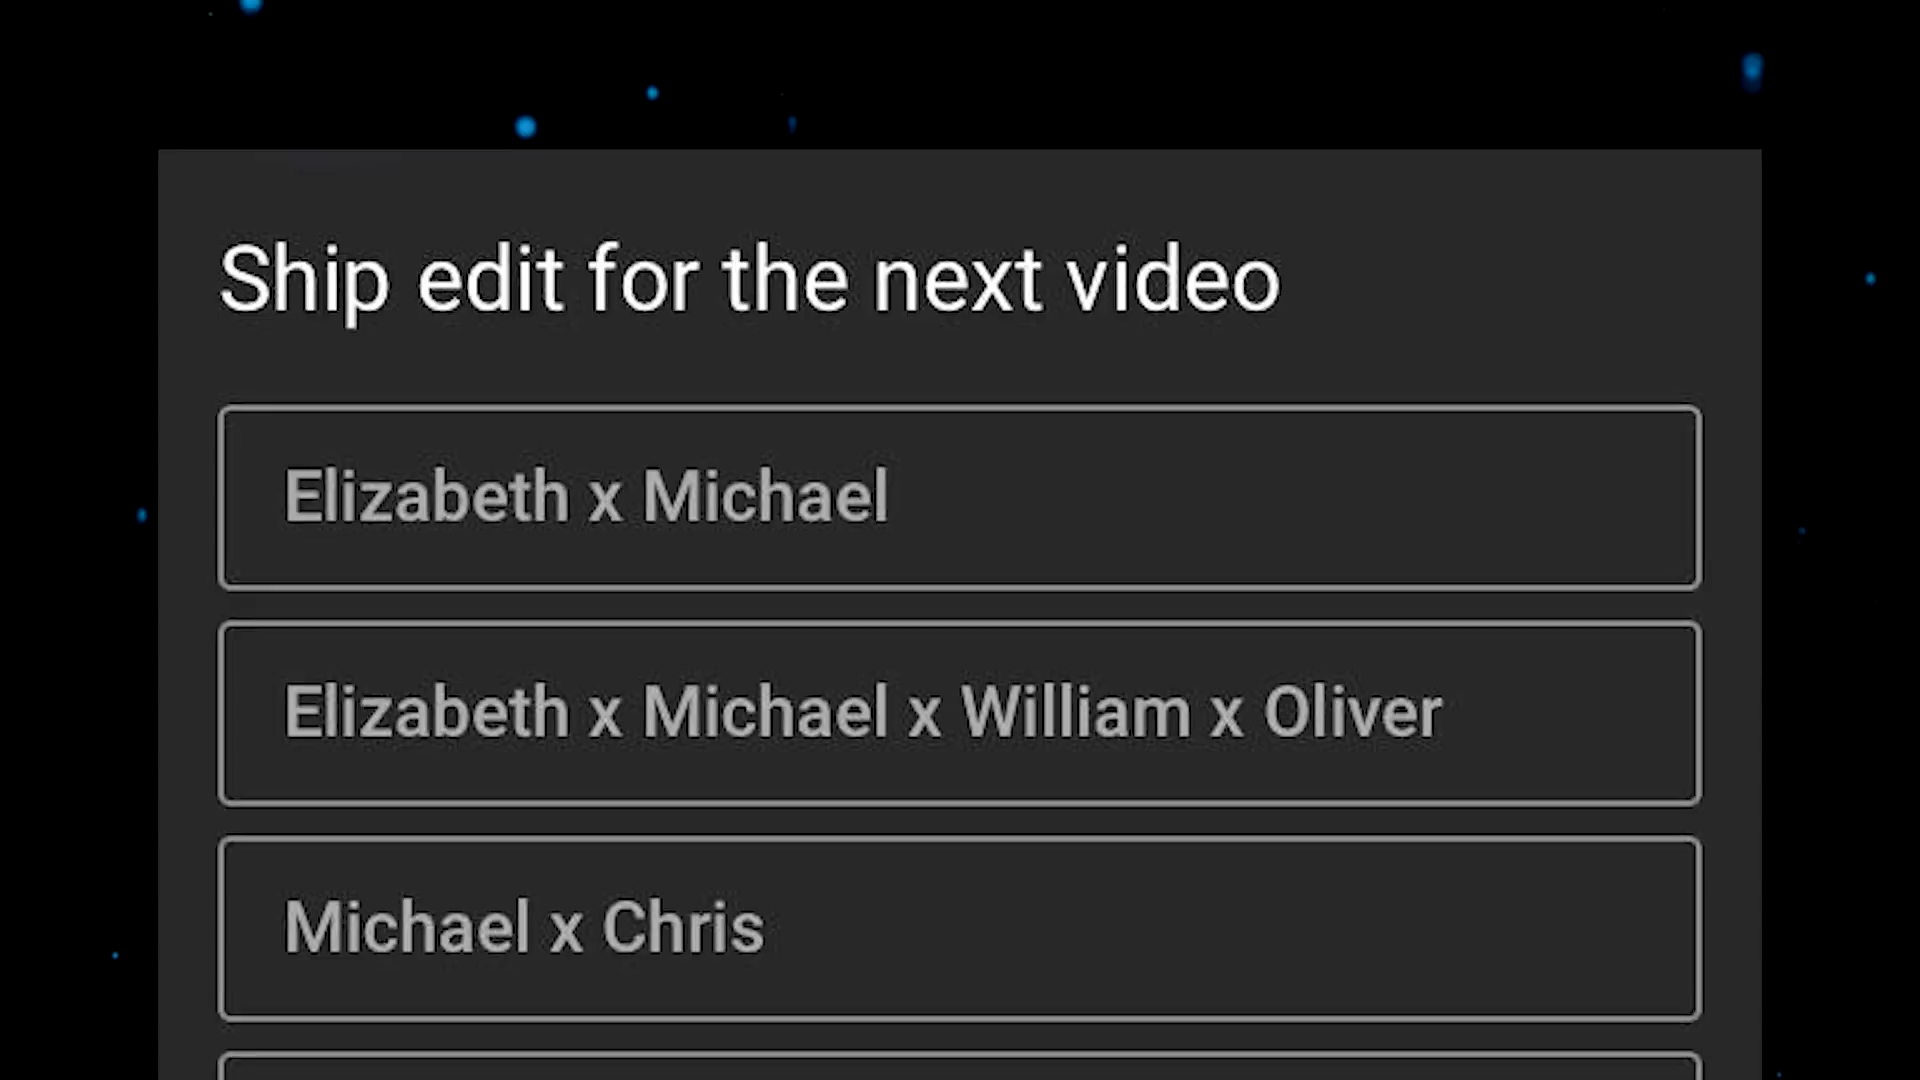 Ship edit for the next video
Elizabeth x Michael
Elizabeth x Michael x William x Oliver
Michael x Chris